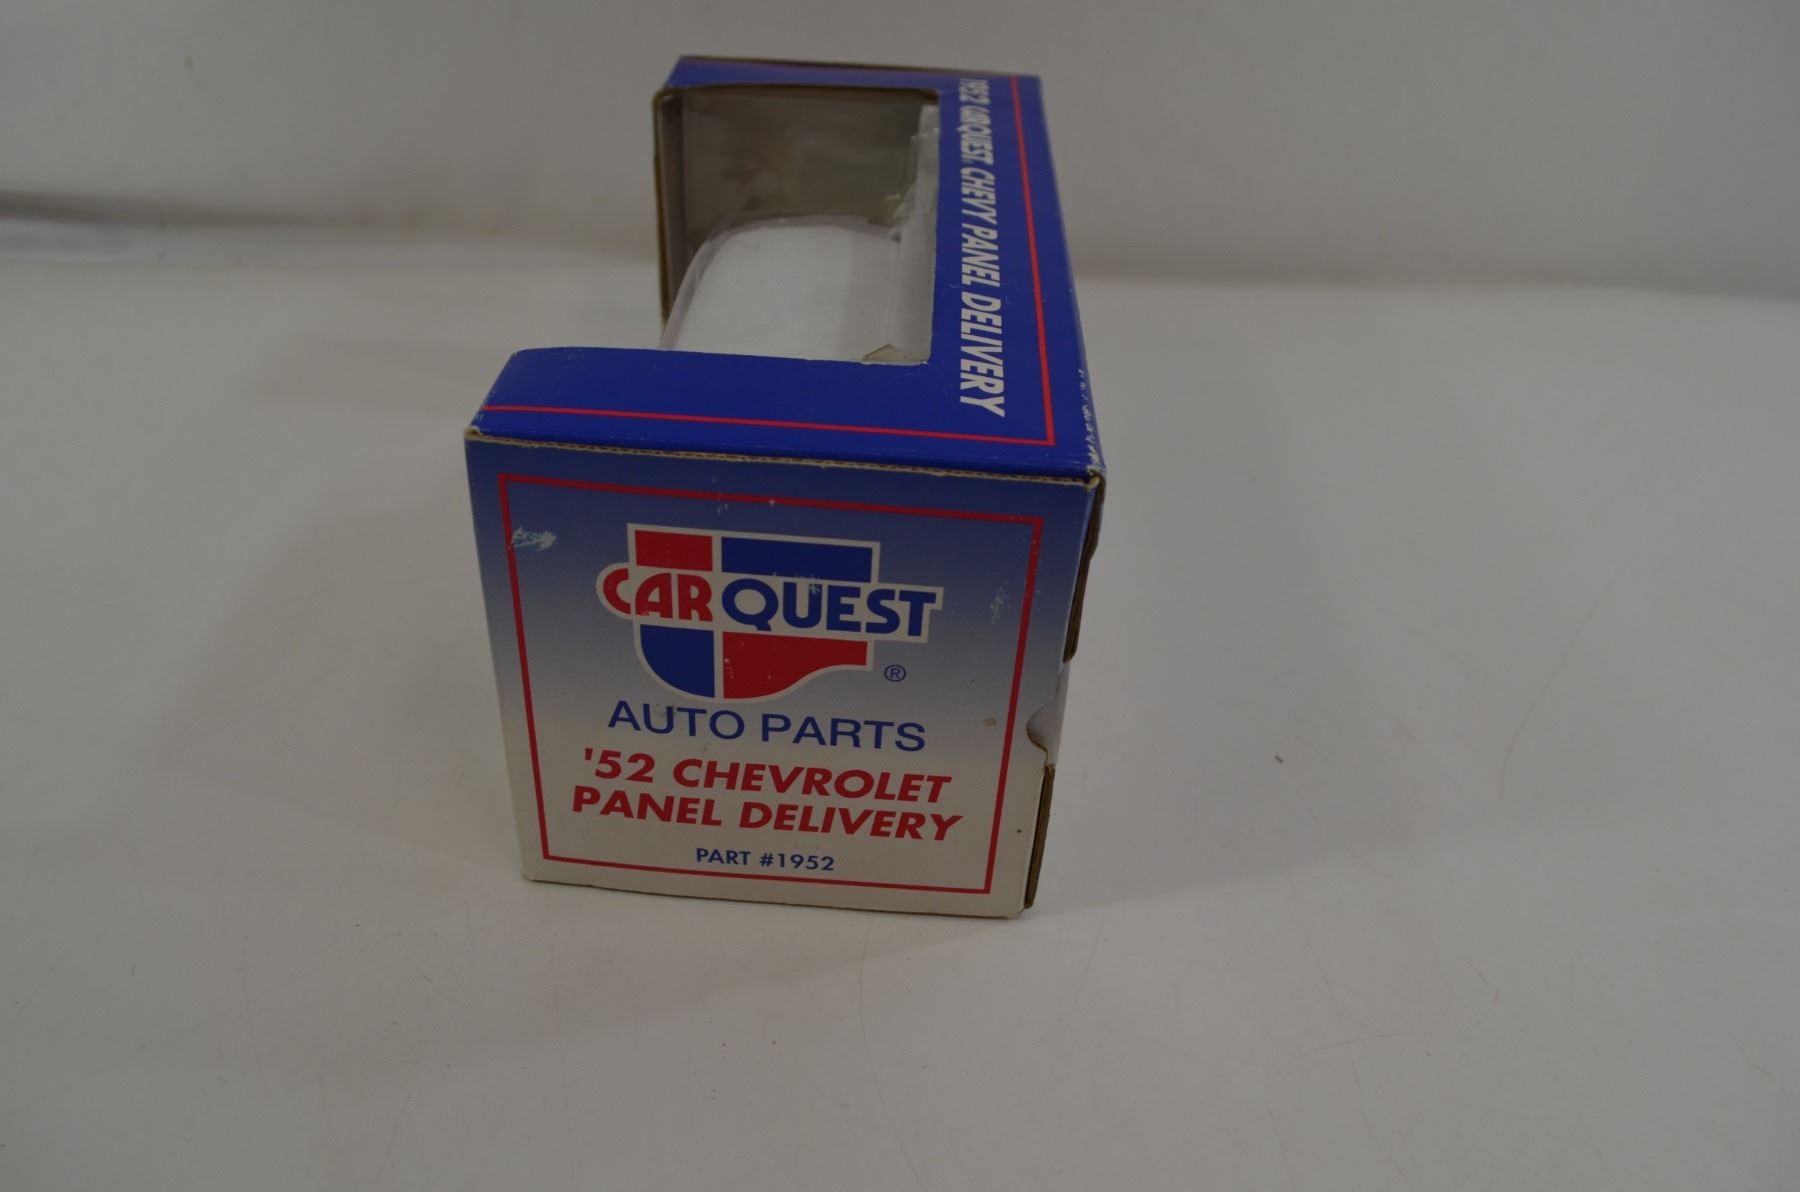 1952 CARQUEST CHEVY PANEL DELIVERY
CARQUEST
®
AUTO PARTS
'52 CHEVROLET
PANEL DELIVERY
PART #1952